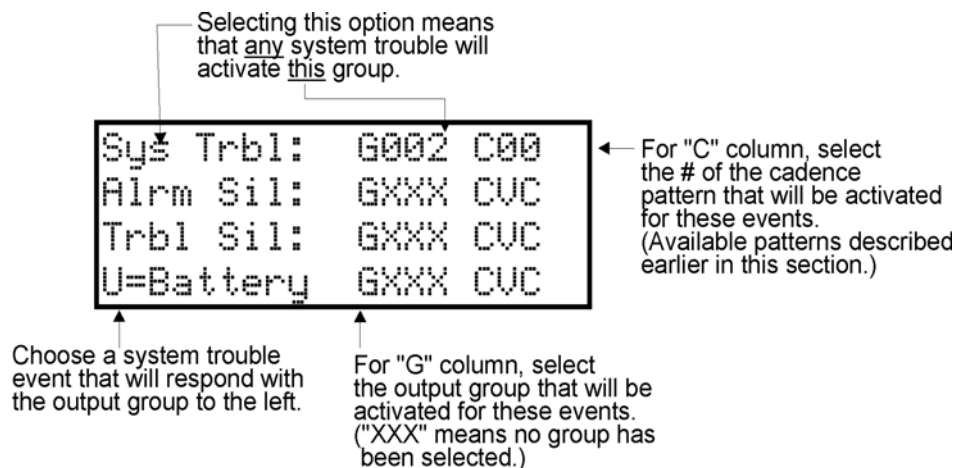 Selecting this option means
that any system trouble will
activate this group.
Sys Trbl: G002 C00
Alrm Sil: GXXX CVC
Trbl Sil: GXXX CVC
U=Battery GXXX CVC
For "C" column, select
the # of the cadence
pattern that will be activated
for these events.
(Available patterns described
earlier in this section.)
Choose a system trouble
event that will respond with
the output group to the left.
For "G" column, select
the output group that will be
activated for these events.
("XXX" means no group has
been selected.)